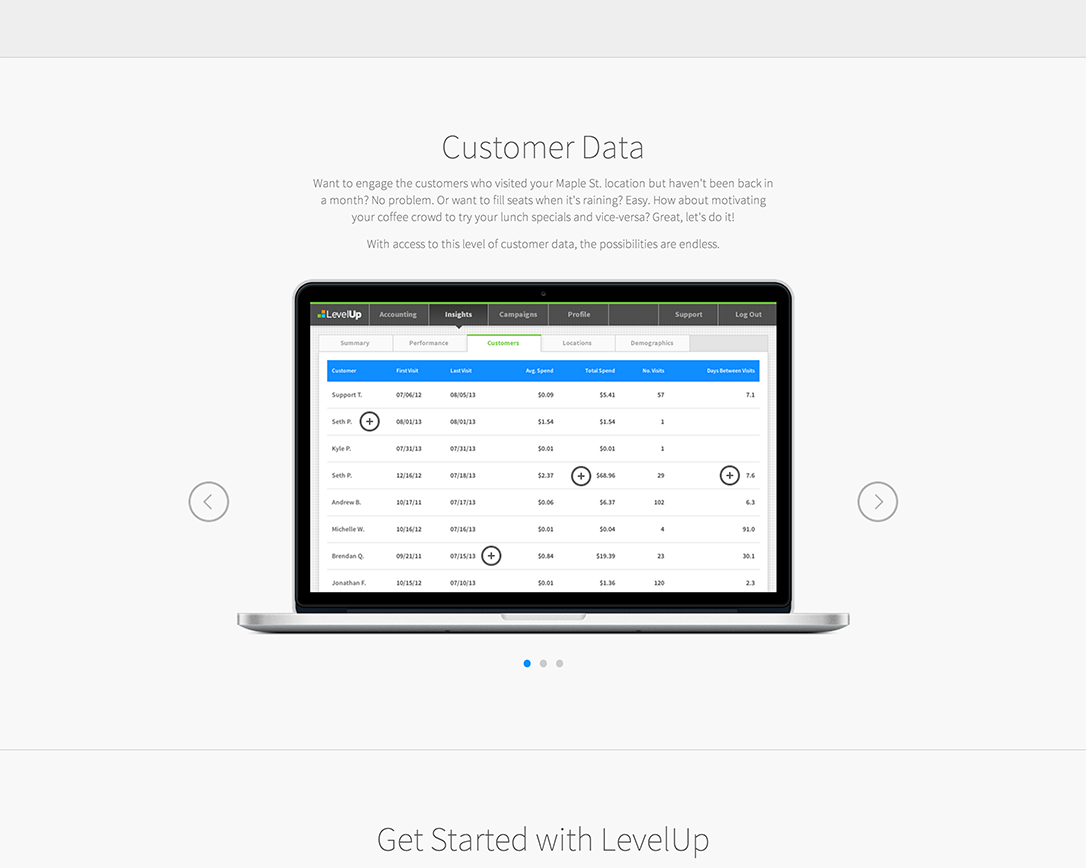 Customer Data
Want to engage the customers who visited your Maple St. location but haven't been back in
a month? No problem. Or want to fill seats when it's raining? Easy. How about motivating
your coffee crowd to try your lunch specials and vice-versa? Great, let's do it!
With access to this level of customer data, the possibilities are endless.
LevelUp Accounting Insights Campaigns Profile Support Log Out
Summary Performance Customers Locations Demographics
Customer First Visit Last Visit Avg. Spend Total Spend No. Visits Days Between Visits
Support T. 07/06/12 08/05/13 $0.09 $5.41 57 7.1
Seth P. 08/01/13 08/01/13 $1.54 $1.54 1
Kyle P. 07/31/13 07/31/13 $0.01 $0.01 1
Seth P. 12/16/12 07/18/13 $2.37 $68.96 29 7.6
Andrew B. 10/17/11 07/17/13 $0.06 $6.37 102 6.3
Michelle W. 10/16/12 07/16/13 $0.01 $0.04 4 91.0
Brendan Q. 09/21/11 07/15/13 $0.84 $19.39 23 30.1
Jonathan F. 10/15/12 07/10/13 $0.01 $1.36 120 2.3
Get Started with LevelUp